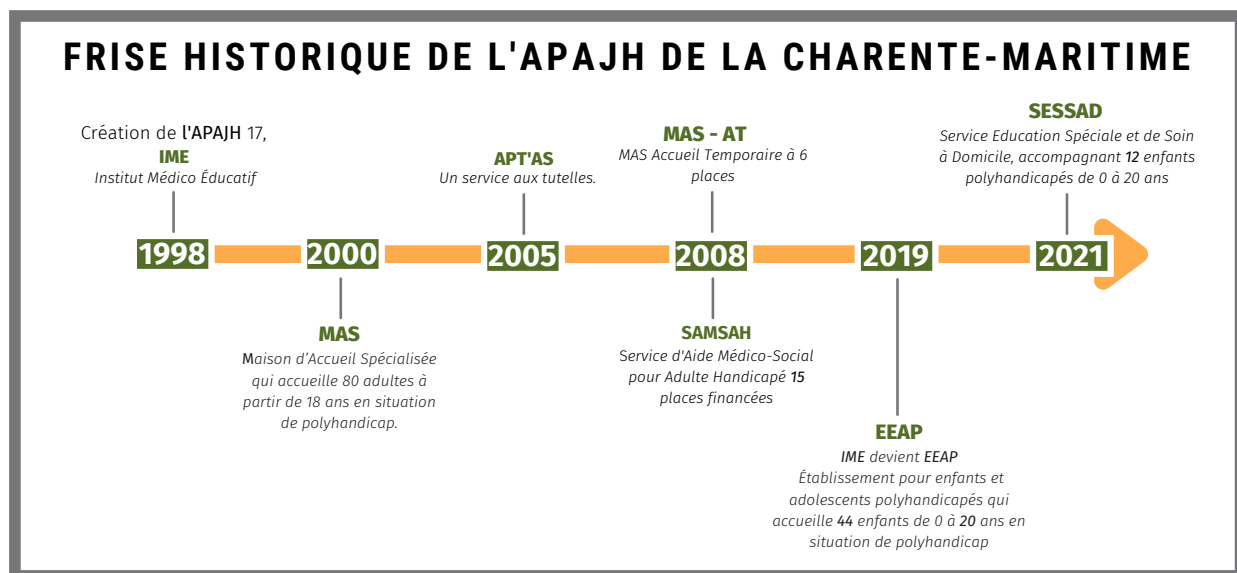 FRISE HISTORIQUE DE L'APAJH DE LA CHARENTE-MARITIME
Création de l'APAJH 17,
IME
Institut Médico Éducatif
1998
2000
MAS
Maison d’Accueil Spécialisée
qui accueille 80 adultes à
partir de 18 ans en situation
de polyhandicap.
APT'AS
Un service aux tutelles.
2005
MAS - AT
MAS Accueil Temporaire à 6
places
2008
SAMSAH
Service d'Aide Médico-Social
pour Adulte Handicapé 15
places financées
2019
EEAP
IME devient EEAP
Établissement pour enfants et
adolescents polyhandicapés qui
accueille 44 enfants de 0 à 20 ans en
situation de polyhandicap
SESSAD
Service Education Spéciale et de Soin
à Domicile, accompagnant 12 enfants
polyhandicapés de 0 à 20 ans
2021